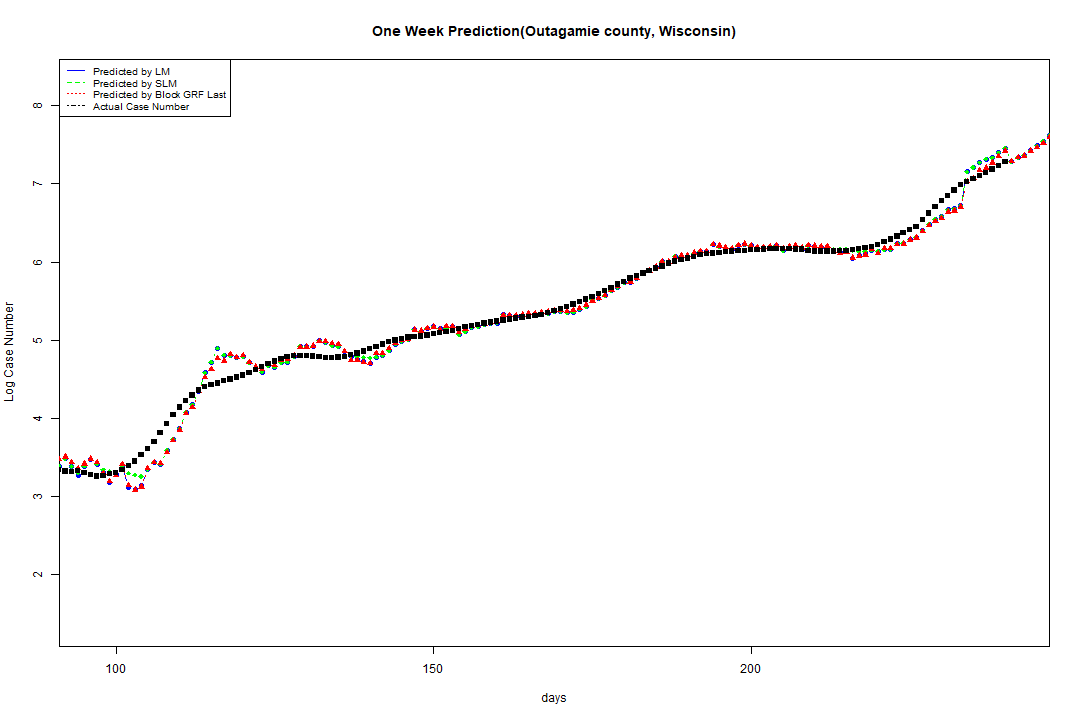 One Week Prediction(Outagamie county, Wisconsin)
Predicted by LM
Predicted by SLM
Predicted by Block GRF Last
Actual Case Number
Log Case Number
8
7
6
5
4
3
2
100 150 200
days